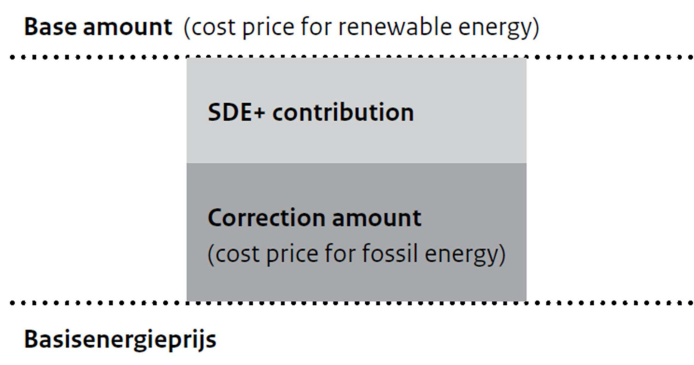 Base amount (cost price for renewable energy)
SDE+ contribution
Correction amount
(cost price for fossil energy)
Basisenergieprijs